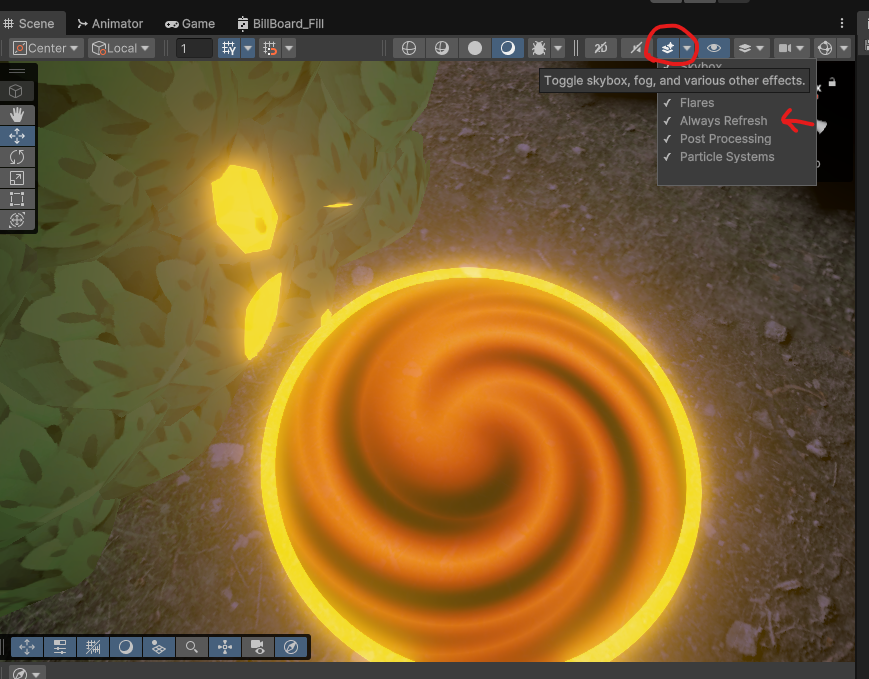 Scene Animator Game BillBoard_Fill
Center Local 1 2D
Skybox
Toggle skybox, fog, and various other effects.
Flares
Always Refresh
Post Processing
Particle Systems